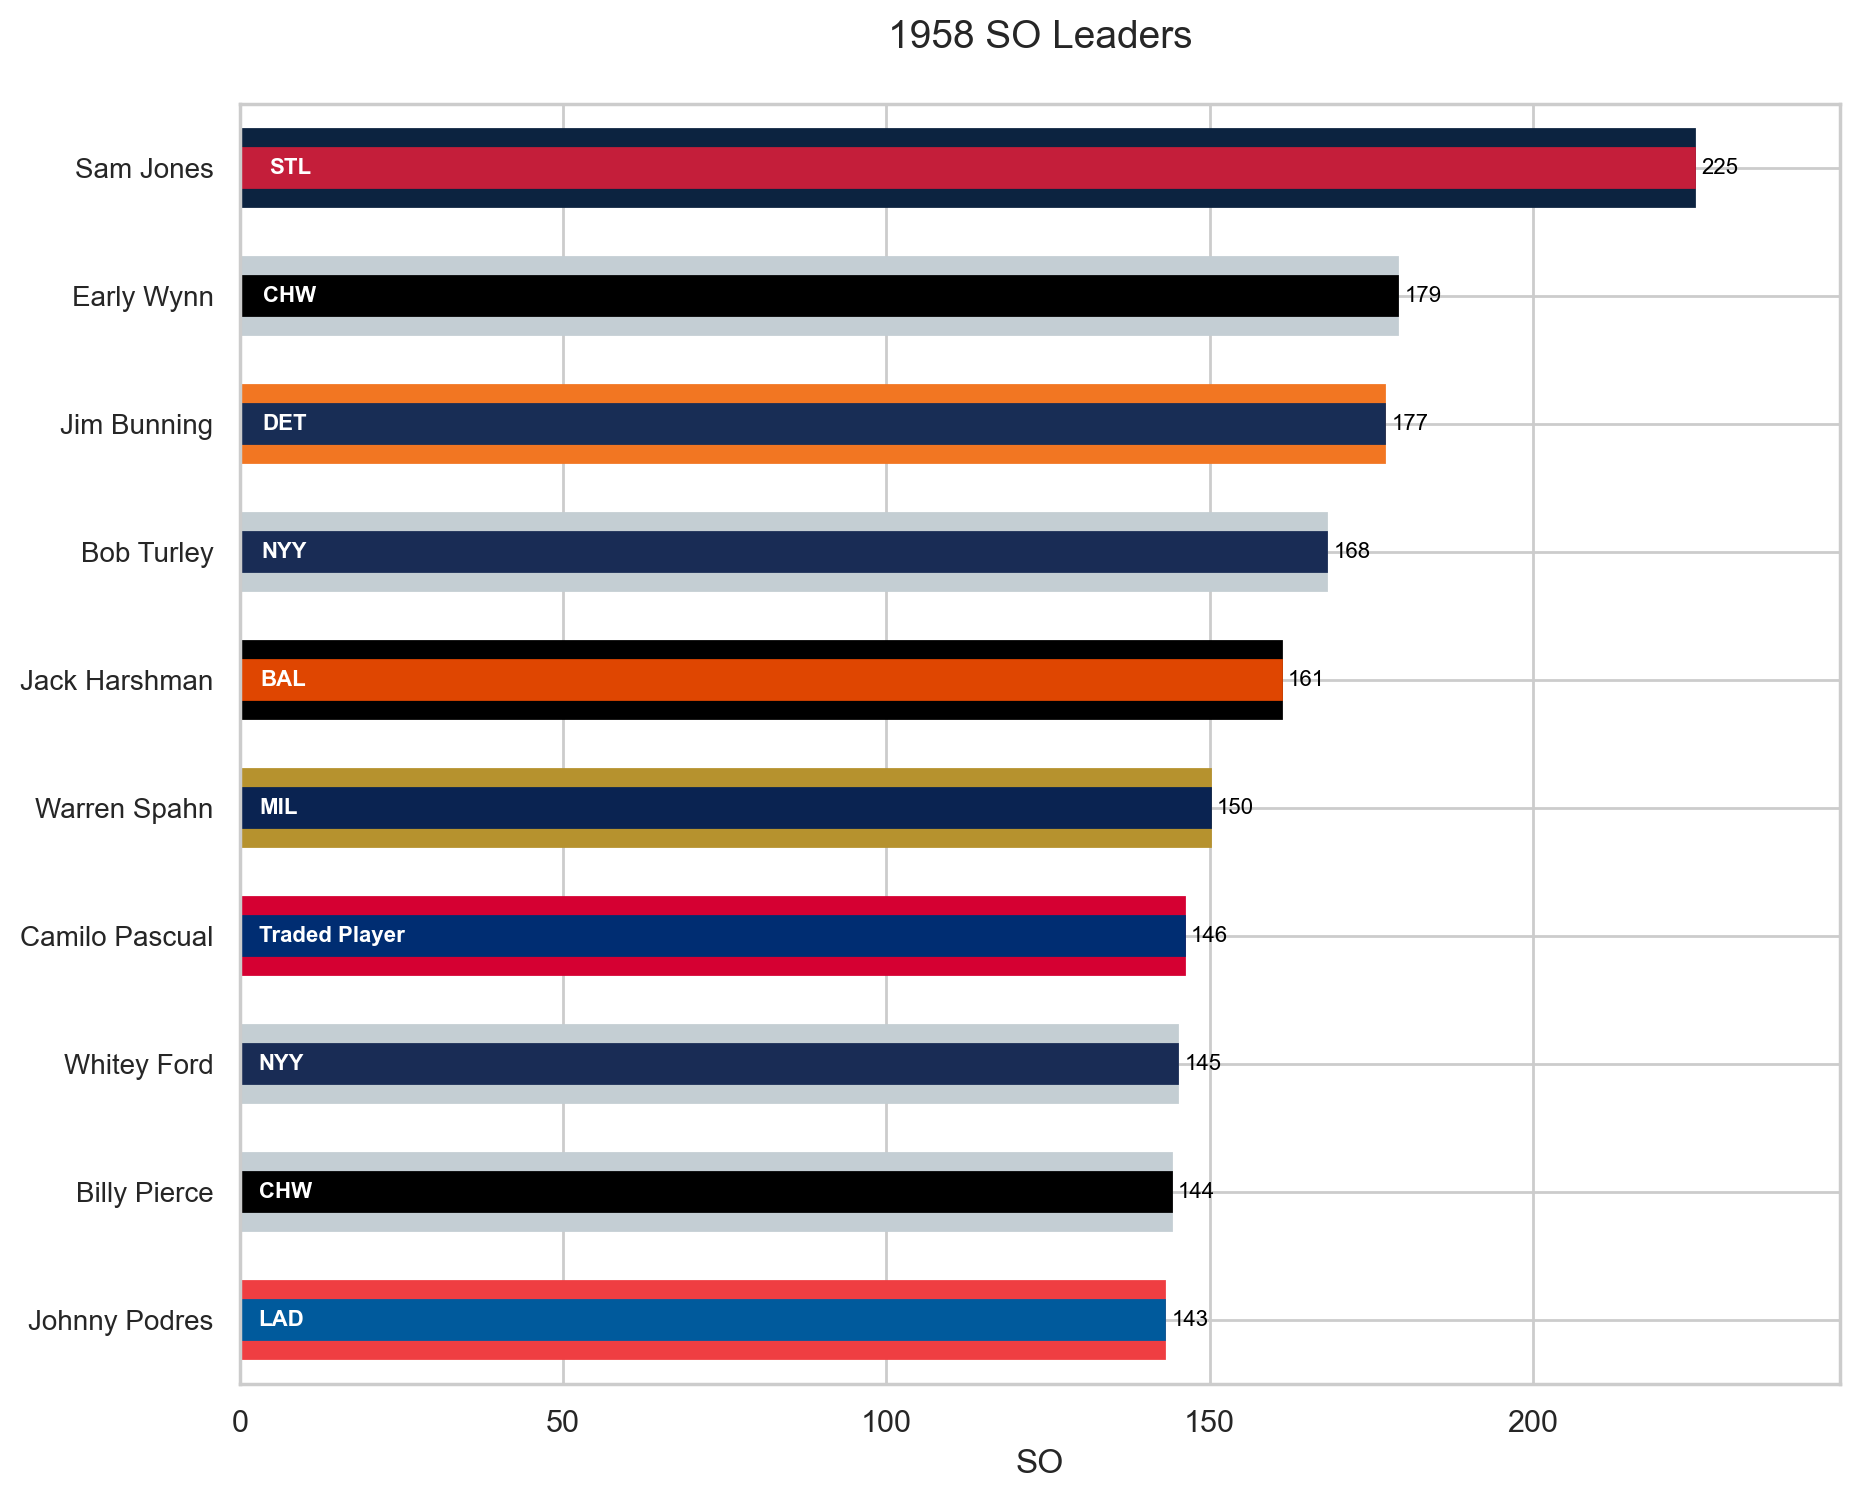 1958 SO Leaders
Sam Jones STL 225
Early Wynn CHW 179
Jim Bunning DET 177
Bob Turley NYY 168
Jack Harshman BAL 161
Warren Spahn MIL 150
Camilo Pascual Traded Player 146
Whitey Ford NYY 145
Billy Pierce CHW 144
Johnny Podres LAD 143
0 50 100 150 200
SO